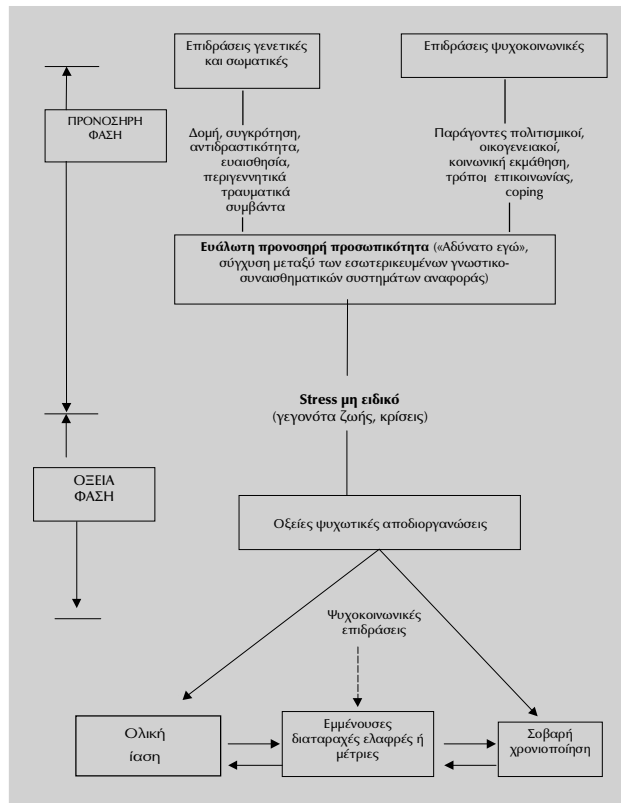 Επιδράσεις γενετικές
και σωματικές
Επιδράσεις ψυχοκοινωνικές
ΠΡΟΝΟΣΗΡΗ
ΦΑΣΗ
Δομή, συγκρότηση,
αντιδραστικότητα,
ευαισθησία,
περιγεννητικά
τραυματικά
συμβάντα
Παράγοντες πολιτισμικοί,
οικογενειακοί,
κοινωνική εκμάθηση,
τρόποι επικοινωνίας,
coping
Ευάλωτη προνοσηρή προσωπικότητα («Αδύνατο εγώ»,
σύγχυση μεταξύ των εσωτερικευμένων γνωστικο-
συναισθηματικών συστημάτων αναφοράς)
Stress μη ειδικό
(γεγονότα ζωής, κρίσεις)
ΟΞΕΙΑ
ΦΑΣΗ
Οξείες ψυχωτικές αποδιοργανώσεις
Ψυχοκοινωνικές
επιδράσεις
Ολική
ίαση
Εμμένουσες
διαταραχές ελαφρές ή
μέτριες
Σοβαρή
χρονιοποίηση